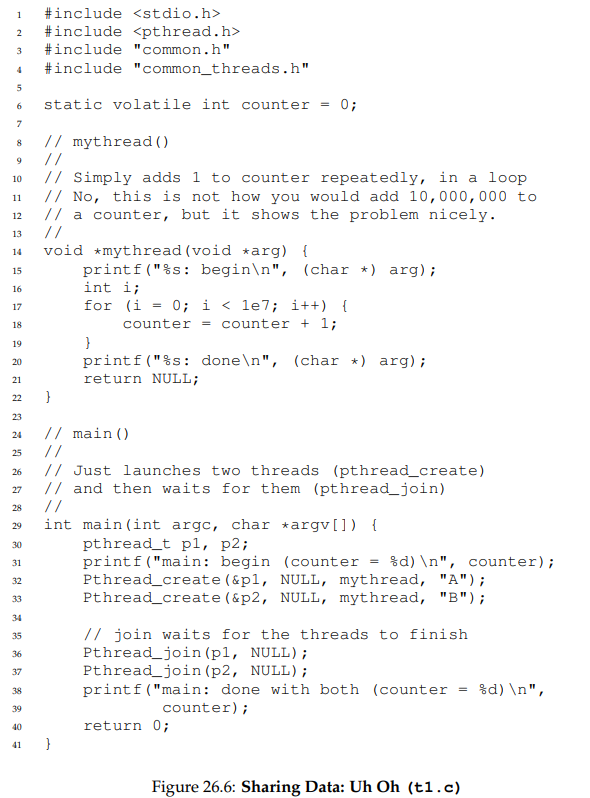 1 #include <stdio.h>
2 #include <pthread.h>
3 #include "common.h"
4 #include "common_threads.h"
5
6 static volatile int counter = 0;
7
8 // mythread()
9 //
10 // Simply adds 1 to counter repeatedly, in a loop
11 // No, this is not how you would add 10,000,000 to
12 // a counter, but it shows the problem nicely.
13 //
14 void *mythread(void *arg) {
15     printf("%s: begin\n", (char *) arg);
16     int i;
17     for (i = 0; i < 1e7; i++) {
18         counter = counter + 1;
19     }
20     printf("%s: done\n", (char *) arg);
21     return NULL;
22 }
23
24 // main()
25 //
26 // Just launches two threads (pthread_create)
27 // and then waits for them (pthread_join)
28 //
29 int main(int argc, char *argv[]) {
30     pthread_t p1, p2;
31     printf("main: begin (counter = %d)\n", counter);
32     Pthread_create(&p1, NULL, mythread, "A");
33     Pthread_create(&p2, NULL, mythread, "B");
34
35     // join waits for the threads to finish
36     Pthread_join(p1, NULL);
37     Pthread_join(p2, NULL);
38     printf("main: done with both (counter = %d)\n",
39             counter);
40     return 0;
41 }
Figure 26.6: Sharing Data: Uh Oh (t1.c)